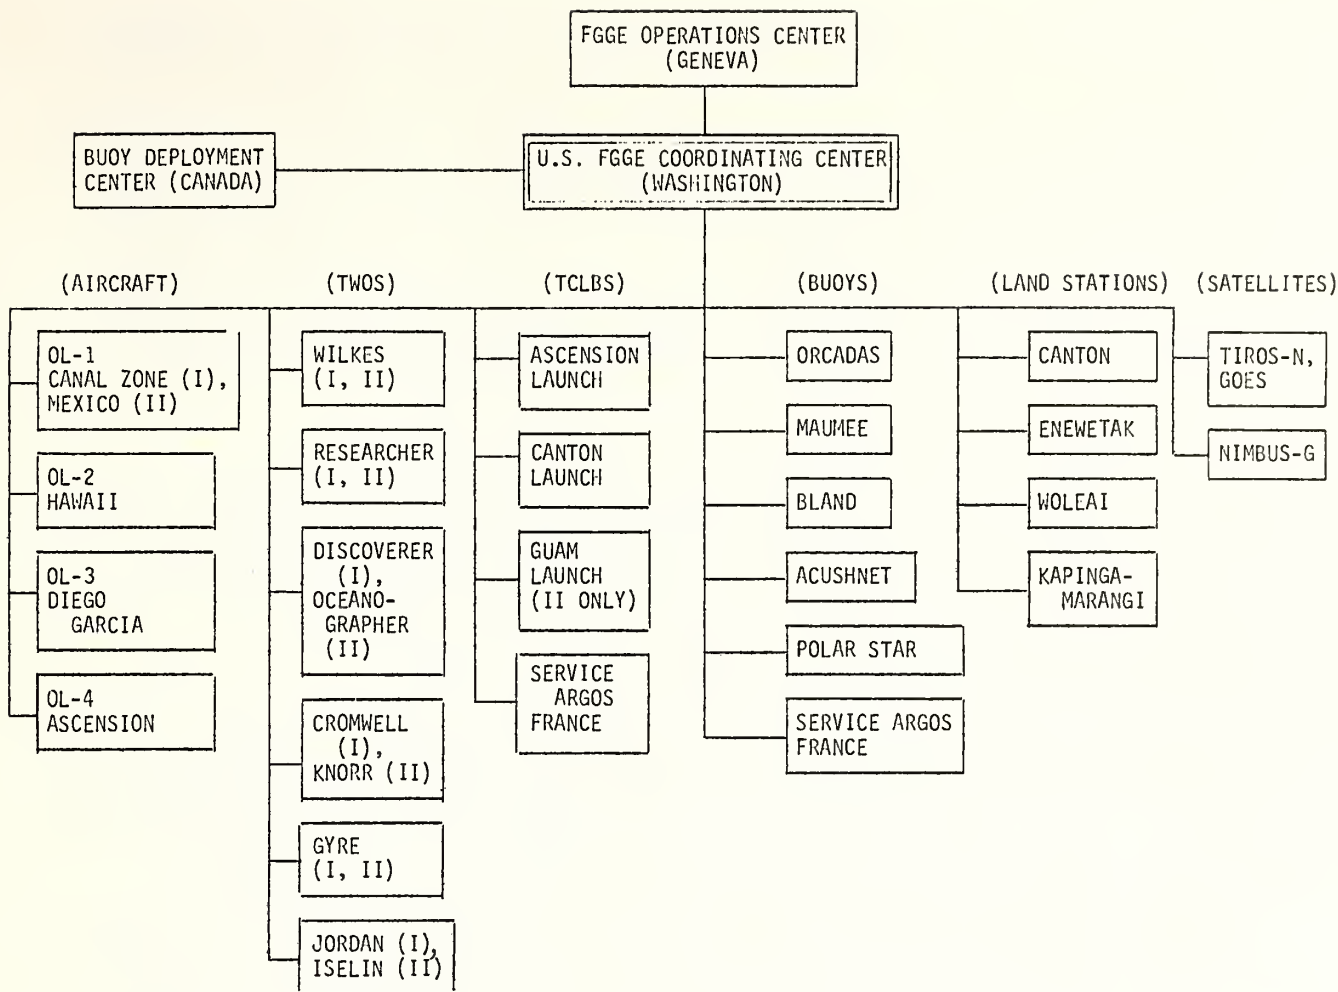 FGGE OPERATIONS CENTER
(GENEVA)
BUOY DEPLOYMENT
CENTER (CANADA)
U.S. FGGE COORDINATING CENTER
(WASHINGTON)
(AIRCRAFT)
OL-1
CANAL ZONE (I),
MEXICO (II)
OL-2
HAWAII
OL-3
DIEGO
GARCIA
OL-4
ASCENSION
(TWOS)
WILKES
(I, II)
RESEARCHER
(I, II)
DISCOVERER
(I),
OCEANO-
GRAPHER
(II)
CROMWELL
(I),
KNORR (II)
GYRE
(I, II)
JORDAN (I),
ISELIN (II)
(TCLBS)
ASCENSION
LAUNCH
CANTON
LAUNCH
GUAM
LAUNCH
(II ONLY)
SERVICE
ARGOS
FRANCE
(BUOYS)
ORCADAS
MAUMEE
BLAND
ACUSHNET
POLAR STAR
SERVICE ARGOS
FRANCE
(LAND STATIONS)
CANTON
ENEWETAK
WOLEAI
KAPINGA-
MARANGI
(SATELLITES)
TIROS-N,
GOES
NIMBUS-G